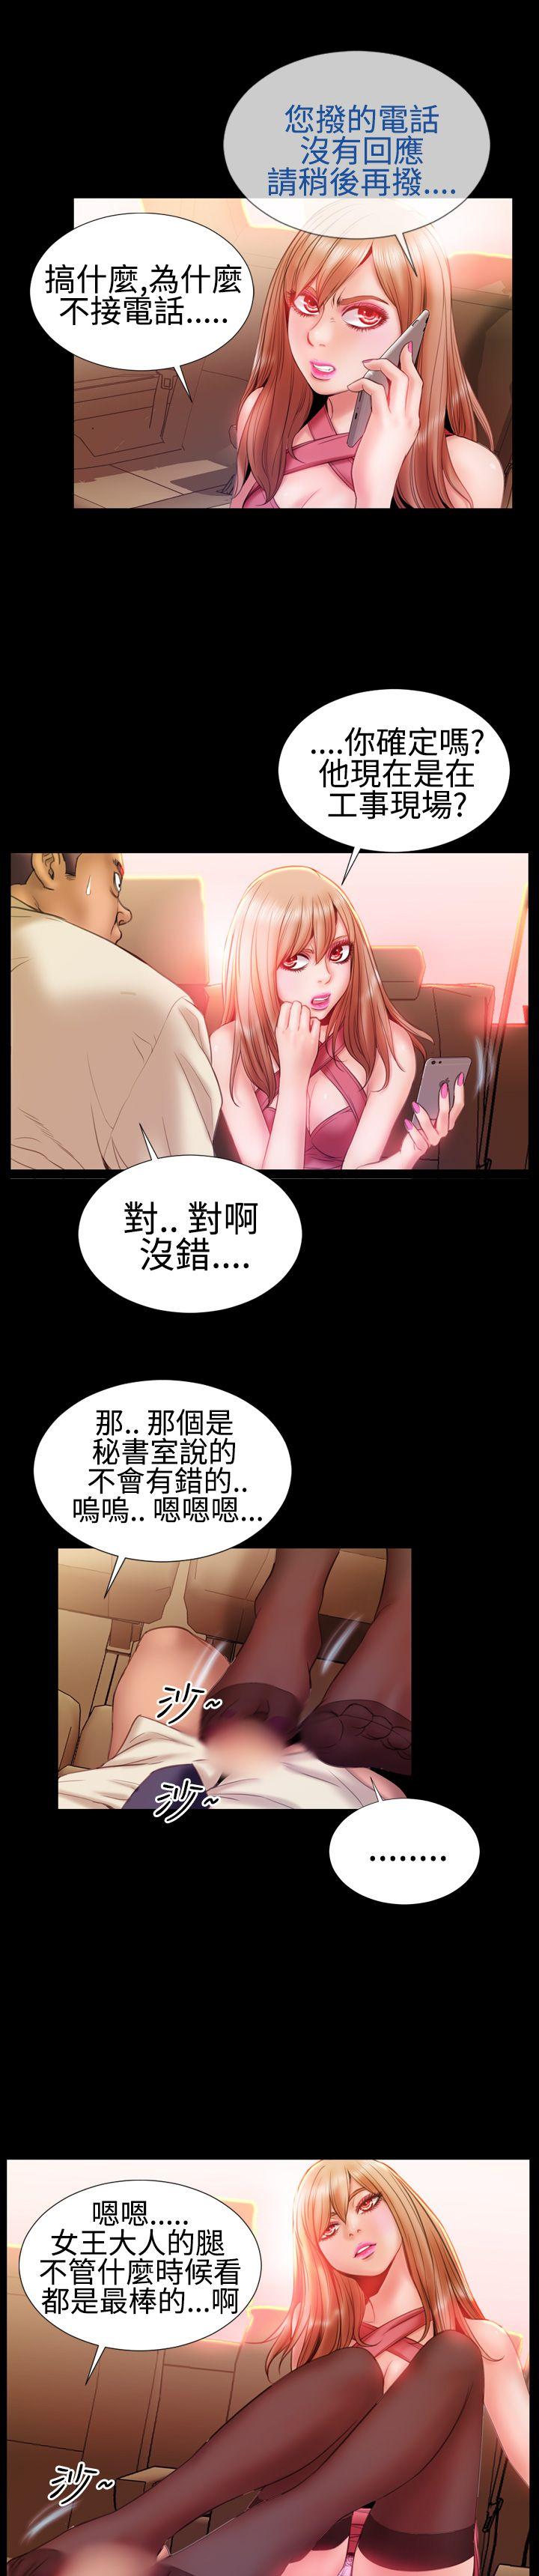 您撥的電話
沒有回應
請稍後再撥....
搞什麼,為什麼
不接電話.....
....你確定嗎?
他現在是在
工事現場?
對.. 對啊
沒錯....
那.. 那個是
秘書室說的
不會有錯的..
嗚嗚.. 嗯嗯嗯...
沙~
沙~
........
嗯嗯.....
女王大人的腿
不管什麼時候看
都是最棒的...啊
沙~